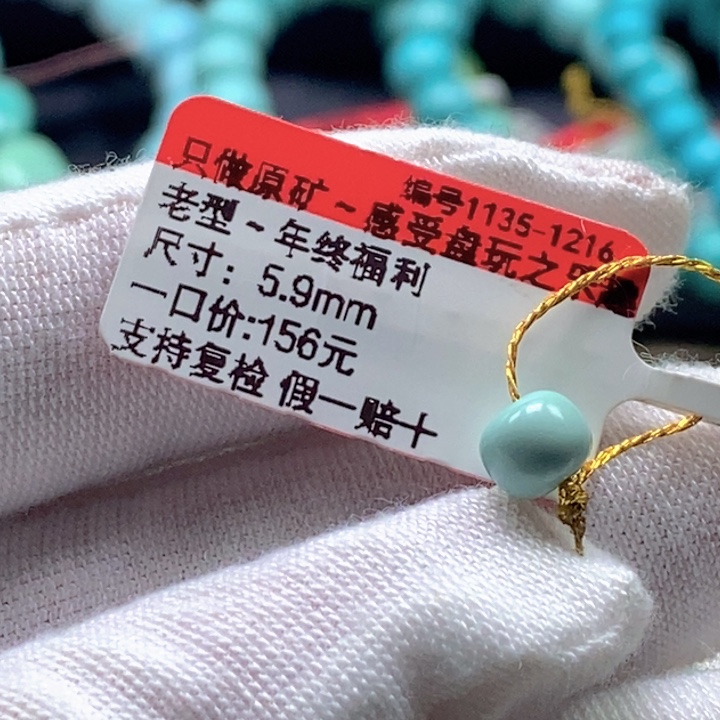 编号1135-1216
只做原矿~感受盘玩之乐趣
老型~年终福利
尺寸：5.9mm
一口价:156元
支持复检 假一赔十